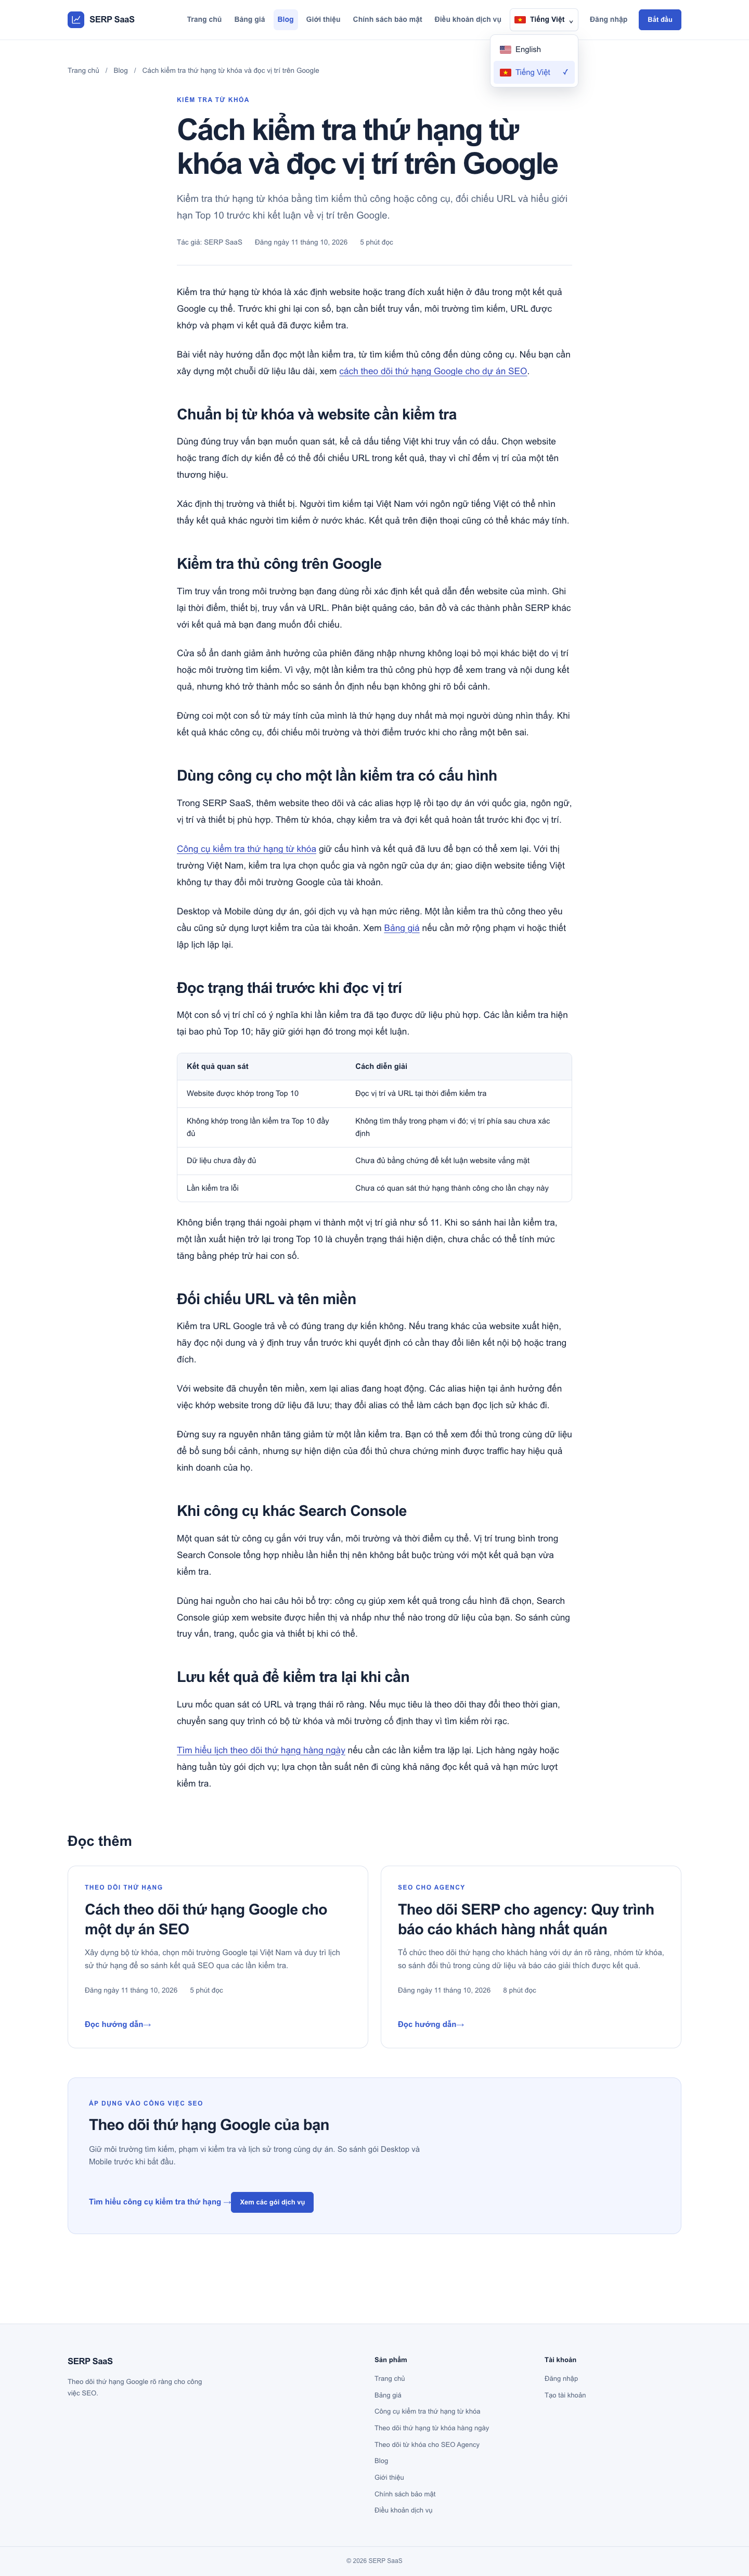 SERP SaaS
Trang chủ
Bảng giá
Blog
Giới thiệu
Chính sách bảo mật
Điều khoản dịch vụ
Tiếng Việt
Đăng nhập
Bắt đầu
English
Tiếng Việt ✓
Trang chủ / Blog / Cách kiểm tra thứ hạng từ khóa và đọc vị trí trên Google
KIỂM TRA TỪ KHÓA
Cách kiểm tra thứ hạng từ
khóa và đọc vị trí trên Google
Kiểm tra thứ hạng từ khóa bằng tìm kiếm thủ công hoặc công cụ, đối chiếu URL và hiểu giới
hạn Top 10 trước khi kết luận về vị trí trên Google.
Tác giả: SERP SaaS Đăng ngày 11 tháng 10, 2026 5 phút đọc
Kiểm tra thứ hạng từ khóa là xác định website hoặc trang đích xuất hiện ở đâu trong một kết quả
Google cụ thể. Trước khi ghi lại con số, bạn cần biết truy vấn, môi trường tìm kiếm, URL được
khớp và phạm vi kết quả đã được kiểm tra.
Bài viết này hướng dẫn đọc một lần kiểm tra, từ tìm kiếm thủ công đến dùng công cụ. Nếu bạn cần
xây dựng một chuỗi dữ liệu lâu dài, xem cách theo dõi thứ hạng Google cho dự án SEO.
Chuẩn bị từ khóa và website cần kiểm tra
Dùng đúng truy vấn bạn muốn quan sát, kể cả dấu tiếng Việt khi truy vấn có dấu. Chọn website
hoặc trang đích dự kiến để có thể đối chiếu URL trong kết quả, thay vì chỉ đếm vị trí của một tên
thương hiệu.
Xác định thị trường và thiết bị. Người tìm kiếm tại Việt Nam với ngôn ngữ tiếng Việt có thể nhìn
thấy kết quả khác người tìm kiếm ở nước khác. Kết quả trên điện thoại cũng có thể khác máy tính.
Kiểm tra thủ công trên Google
Tìm truy vấn trong môi trường bạn đang dùng rồi xác định kết quả dẫn đến website của mình. Ghi
lại thời điểm, thiết bị, truy vấn và URL. Phân biệt quảng cáo, bản đồ và các thành phần SERP khác
với kết quả mà bạn đang muốn đối chiếu.
Cửa sổ ẩn danh giảm ảnh hưởng của phiên đăng nhập nhưng không loại bỏ mọi khác biệt do vị trí
hoặc môi trường tìm kiếm. Vì vậy, một lần kiểm tra thủ công phù hợp để xem trang và nội dung kết
quả, nhưng khó trở thành mốc so sánh ổn định nếu bạn không ghi rõ bối cảnh.
Đừng coi một con số từ máy tính của mình là thứ hạng duy nhất mà mọi người dùng nhìn thấy. Khi
kết quả khác công cụ, đối chiếu môi trường và thời điểm trước khi cho rằng một bên sai.
Dùng công cụ cho một lần kiểm tra có cấu hình
Trong SERP SaaS, thêm website theo dõi và các alias hợp lệ rồi tạo dự án với quốc gia, ngôn ngữ,
vị trí và thiết bị phù hợp. Thêm từ khóa, chạy kiểm tra và đợi kết quả hoàn tất trước khi đọc vị trí.
Công cụ kiểm tra thứ hạng từ khóa giữ cấu hình và kết quả đã lưu để bạn có thể xem lại. Với thị
trường Việt Nam, kiểm tra lựa chọn quốc gia và ngôn ngữ của dự án; giao diện website tiếng Việt
không tự thay đổi môi trường Google của tài khoản.
Desktop và Mobile dùng dự án, gói dịch vụ và hạn mức riêng. Một lần kiểm tra thủ công theo yêu
cầu cũng sử dụng lượt kiểm tra của tài khoản. Xem Bảng giá nếu cần mở rộng phạm vi hoặc thiết
lập lịch lặp lại.
Đọc trạng thái trước khi đọc vị trí
Một con số vị trí chỉ có ý nghĩa khi lần kiểm tra đã tạo được dữ liệu phù hợp. Các lần kiểm tra hiện
tại bao phủ Top 10; hãy giữ giới hạn đó trong mọi kết luận.
Kết quả quan sát Cách diễn giải
Website được khớp trong Top 10 Đọc vị trí và URL tại thời điểm kiểm tra
Không khớp trong lần kiểm tra Top 10 đầy Không tìm thấy trong phạm vi đó; vị trí phía sau chưa xác
đủ định
Dữ liệu chưa đầy đủ Chưa đủ bằng chứng để kết luận website vắng mặt
Lần kiểm tra lỗi Chưa có quan sát thứ hạng thành công cho lần chạy này
Không biến trạng thái ngoài phạm vi thành một vị trí giả như số 11. Khi so sánh hai lần kiểm tra,
một lần xuất hiện trở lại trong Top 10 là chuyển trạng thái hiện diện, chưa chắc có thể tính mức
tăng bằng phép trừ hai con số.
Đối chiếu URL và tên miền
Kiểm tra URL Google trả về có đúng trang dự kiến không. Nếu trang khác của website xuất hiện,
hãy đọc nội dung và ý định truy vấn trước khi quyết định có cần thay đổi liên kết nội bộ hoặc trang
đích.
Với website đã chuyển tên miền, xem lại alias đang hoạt động. Các alias hiện tại ảnh hưởng đến
việc khớp website trong dữ liệu đã lưu; thay đổi alias có thể làm cách bạn đọc lịch sử khác đi.
Đừng suy ra nguyên nhân tăng giảm từ một lần kiểm tra. Bạn có thể xem đối thủ trong cùng dữ liệu
để bổ sung bối cảnh, nhưng sự hiện diện của đối thủ chưa chứng minh được traffic hay hiệu quả
kinh doanh của họ.
Khi công cụ khác Search Console
Một quan sát từ công cụ gắn với truy vấn, môi trường và thời điểm cụ thể. Vị trí trung bình trong
Search Console tổng hợp nhiều lần hiển thị nên không bắt buộc trùng với một kết quả bạn vừa
kiểm tra.
Dùng hai nguồn cho hai câu hỏi bổ trợ: công cụ giúp xem kết quả trong cấu hình đã chọn, Search
Console giúp xem website được hiển thị và nhấp như thế nào trong dữ liệu của bạn. So sánh cùng
truy vấn, trang, quốc gia và thiết bị khi có thể.
Lưu kết quả để kiểm tra lại khi cần
Lưu mốc quan sát có URL và trạng thái rõ ràng. Nếu mục tiêu là theo dõi thay đổi theo thời gian,
chuyển sang quy trình có bộ từ khóa và môi trường cố định thay vì tìm kiếm rời rạc.
Tìm hiểu lịch theo dõi thứ hạng hàng ngày nếu cần các lần kiểm tra lặp lại. Lịch hàng ngày hoặc
hàng tuần tùy gói dịch vụ; lựa chọn tần suất nên đi cùng khả năng đọc kết quả và hạn mức lượt
kiểm tra.
Đọc thêm
THEO DÕI THỨ HẠNG
Cách theo dõi thứ hạng Google cho
một dự án SEO
Xây dựng bộ từ khóa, chọn môi trường Google tại Việt Nam và duy trì lịch
sử thứ hạng để so sánh kết quả SEO qua các lần kiểm tra.
Đăng ngày 11 tháng 10, 2026 5 phút đọc
Đọc hướng dẫn→
SEO CHO AGENCY
Theo dõi SERP cho agency: Quy trình
báo cáo khách hàng nhất quán
Tổ chức theo dõi thứ hạng cho khách hàng với dự án rõ ràng, nhóm từ khóa,
so sánh đối thủ trong cùng dữ liệu và báo cáo giải thích được kết quả.
Đăng ngày 11 tháng 10, 2026 8 phút đọc
Đọc hướng dẫn→
ÁP DỤNG VÀO CÔNG VIỆC SEO
Theo dõi thứ hạng Google của bạn
Giữ môi trường tìm kiếm, phạm vi kiểm tra và lịch sử trong cùng dự án. So sánh gói Desktop và
Mobile trước khi bắt đầu.
Tìm hiểu công cụ kiểm tra thứ hạng →
Xem các gói dịch vụ
SERP SaaS
Theo dõi thứ hạng Google rõ ràng cho công
việc SEO.
Sản phẩm
Trang chủ
Bảng giá
Công cụ kiểm tra thứ hạng từ khóa
Theo dõi thứ hạng từ khóa hàng ngày
Theo dõi từ khóa cho SEO Agency
Blog
Giới thiệu
Chính sách bảo mật
Điều khoản dịch vụ
Tài khoản
Đăng nhập
Tạo tài khoản
© 2026 SERP SaaS